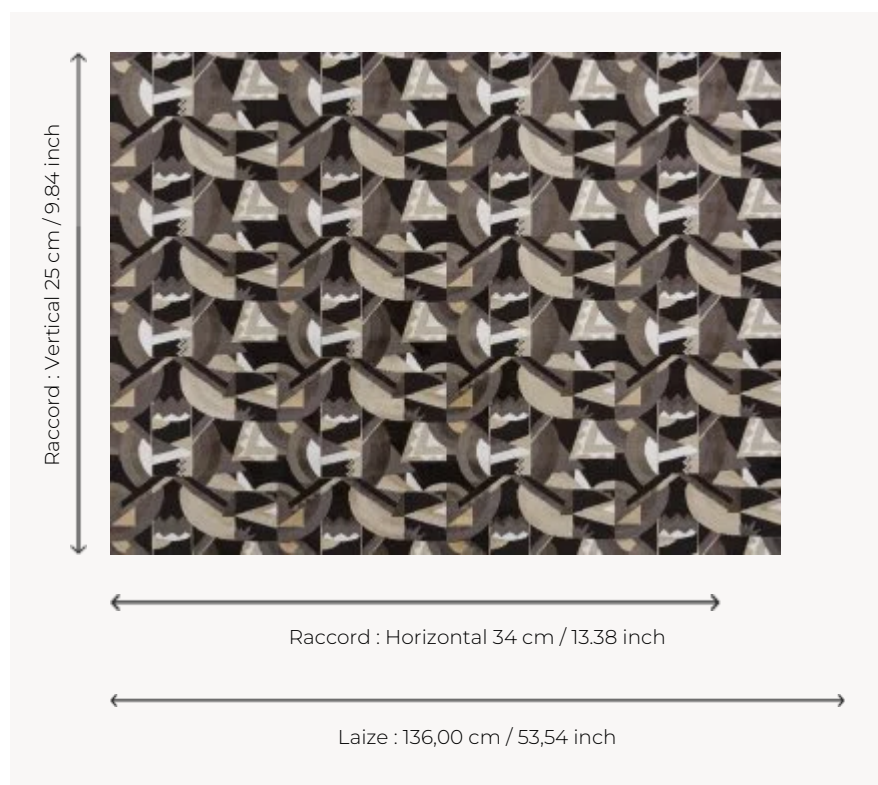 Raccord : Vertical 25 cm / 9.84 inch
Raccord : Horizontal 34 cm / 13.38 inch
Laize : 136,00 cm / 53,54 inch